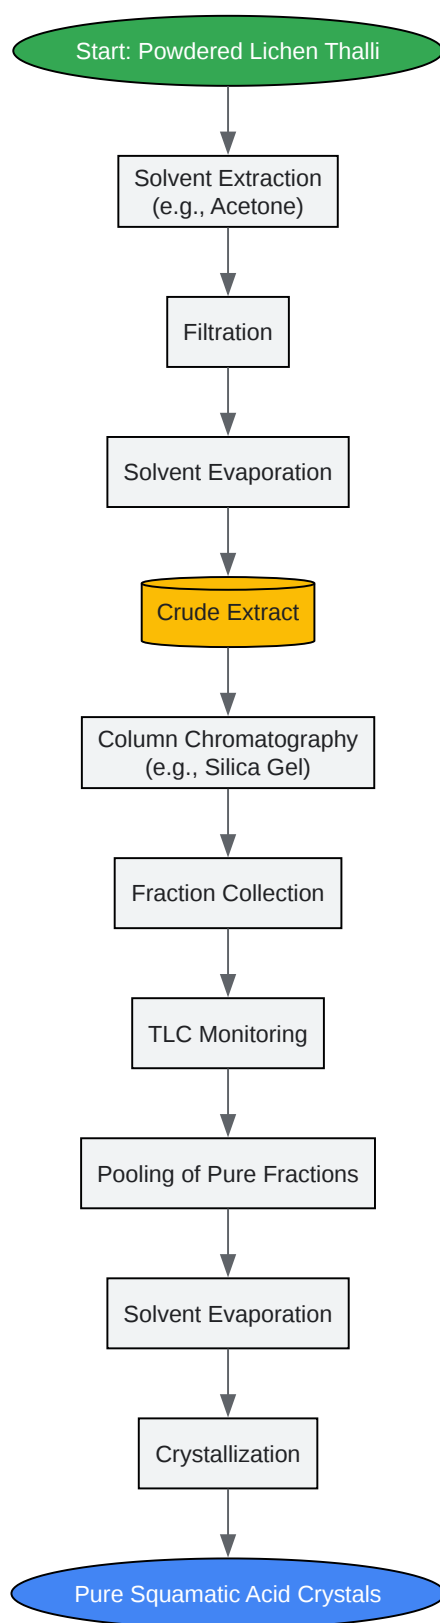 Start: Powdered Lichen Thalli
Solvent Extraction
(e.g., Acetone)
Filtration
Solvent Evaporation
Crude Extract
Column Chromatography
(e.g., Silica Gel)
Fraction Collection
TLC Monitoring
Pooling of Pure Fractions
Solvent Evaporation
Crystallization
Pure Squamatic Acid Crystals